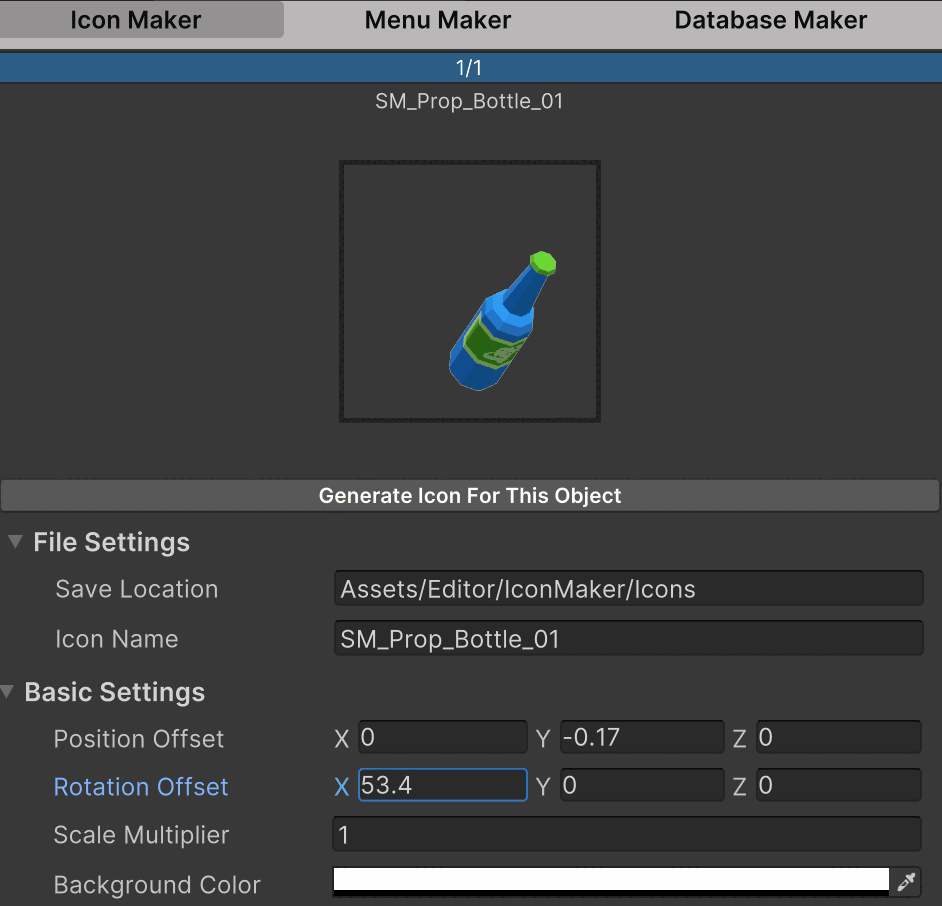 Icon Maker Menu Maker Database Maker
1/1
SM_Prop_Bottle_01
Generate Icon For This Object
File Settings
Save Location Assets/Editor/IconMaker/Icons
Icon Name SM_Prop_Bottle_01
Basic Settings
Position Offset X 0 Y -0.17 Z 0
Rotation Offset X 53.4 Y 0 Z 0
Scale Multiplier 1
Background Color